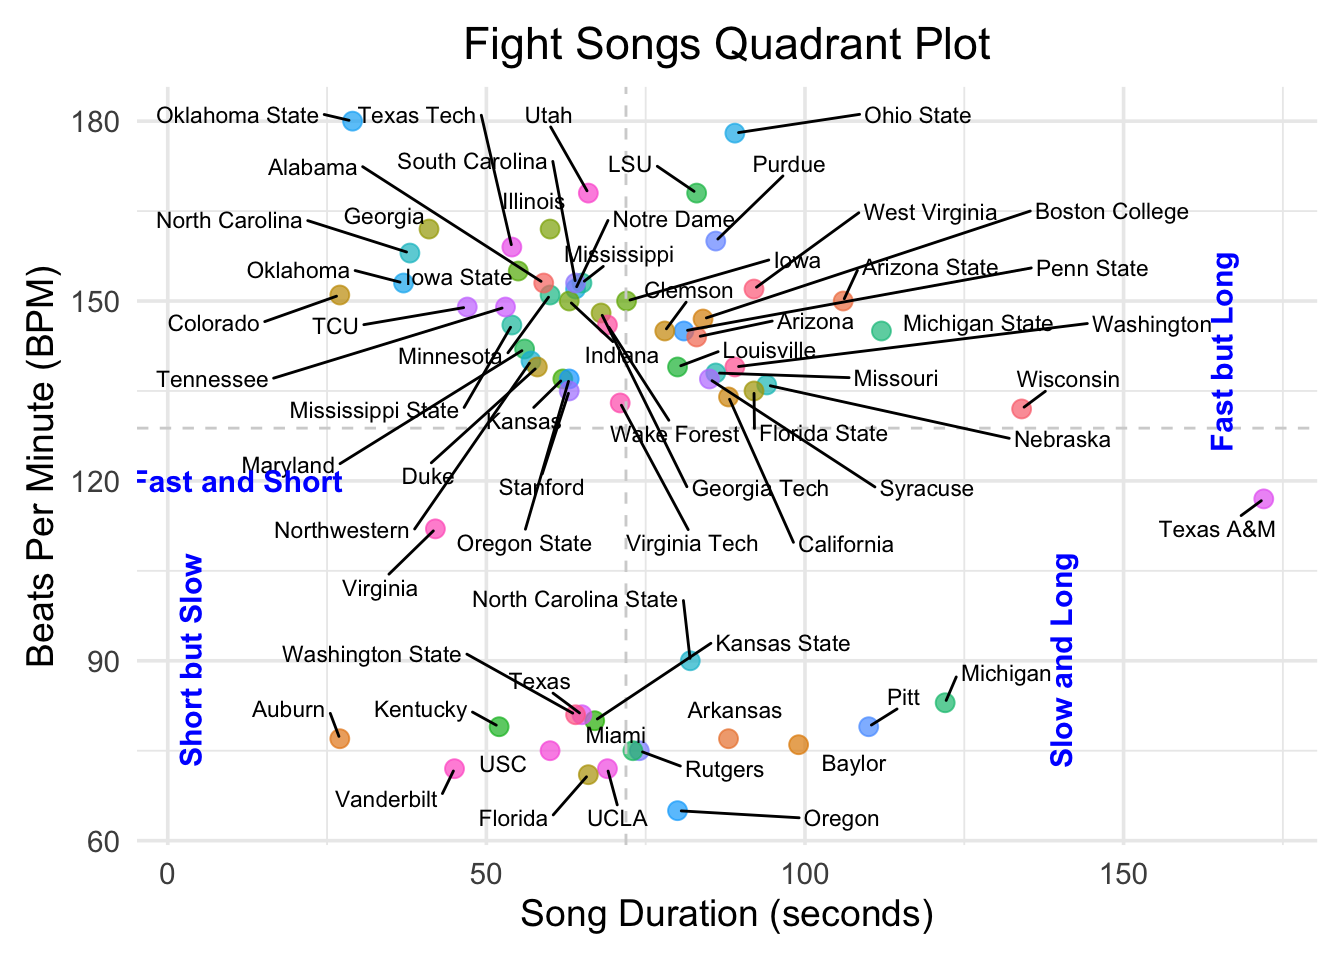 Fight Songs Quadrant Plot
Oklahoma State
Texas Tech
Utah
Ohio State
180
South Carolina
LSU
Purdue
Alabama
Illinois
North Carolina
Georgia
Notre Dame
West Virginia
Boston College
Mississippi
Iowa
Oklahoma
Iowa State
Arizona State
Penn State
Clemson
150
Colorado
TCU
Arizona
Michigan State
Washington
Minnesota
Indiana
Louisville
Tennessee
Missouri
Wisconsin
Mississippi State
Kansas
Wake Forest
Florida State
Nebraska
Fast but Long
Maryland
Duke
120
Fast and Short
Stanford
Georgia Tech
Syracuse
Northwestern
Oregon State
Virginia Tech
California
Texas A&M
Virginia
North Carolina State
Short but Slow
Slow and Long
Beats Per Minute (BPM)
Kansas State
Washington State
90
Texas
Michigan
Pitt
Auburn
Kentucky
Arkansas
Miami
USC
Rutgers
Baylor
Vanderbilt
Florida
UCLA
Oregon
60
0
50
100
150
Song Duration (seconds)